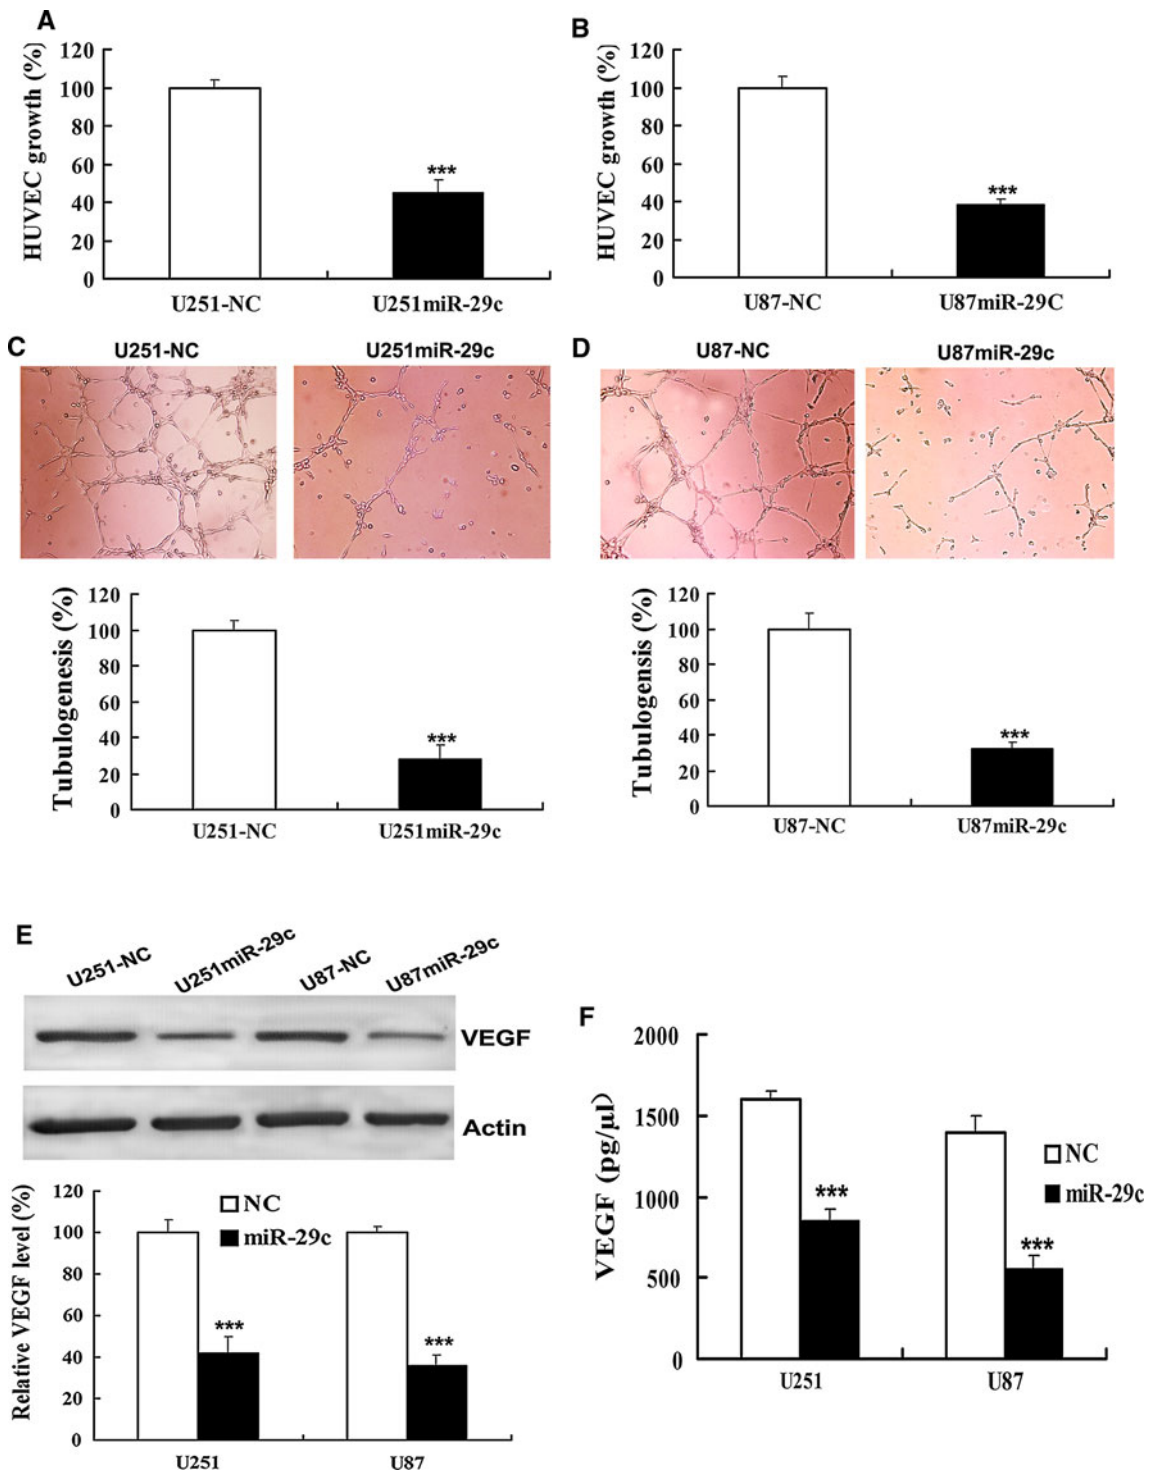 A
HUVEC growth (%)
120
100
80
60
40
20
0
***
U251-NC
U251miR-29c
B
HUVEC growth (%)
120
100
80
60
40
20
0
***
U87-NC
U87miR-29C
C
U251-NC
U251miR-29c
Tubulogenesis (%)
120
100
80
60
40
20
0
***
U251-NC
U251miR-29c
D
U87-NC
U87miR-29c
Tubulogensis (%)
120
100
80
60
40
20
0
***
U87-NC
U87miR-29c
E
U251-NC
U251miR-29c
U87-NC
U87miR-29c
VEGF
Actin
Relative VEGF level (%)
120
100
80
60
40
20
0
NC
miR-29c
***
***
U251
U87
F
VEGF (pg/µl)
2000
1500
1000
500
0
NC
miR-29c
***
***
U251
U87